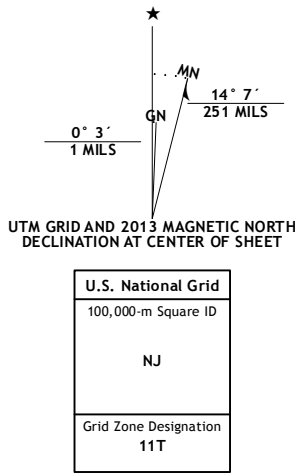 ★
MN
GN
0° 3´
1 MILS
14° 7´
251 MILS
UTM GRID AND 2013 MAGNETIC NORTH
DECLINATION AT CENTER OF SHEET
U.S. National Grid
100,000-m Square ID
NJ
Grid Zone Designation
11T